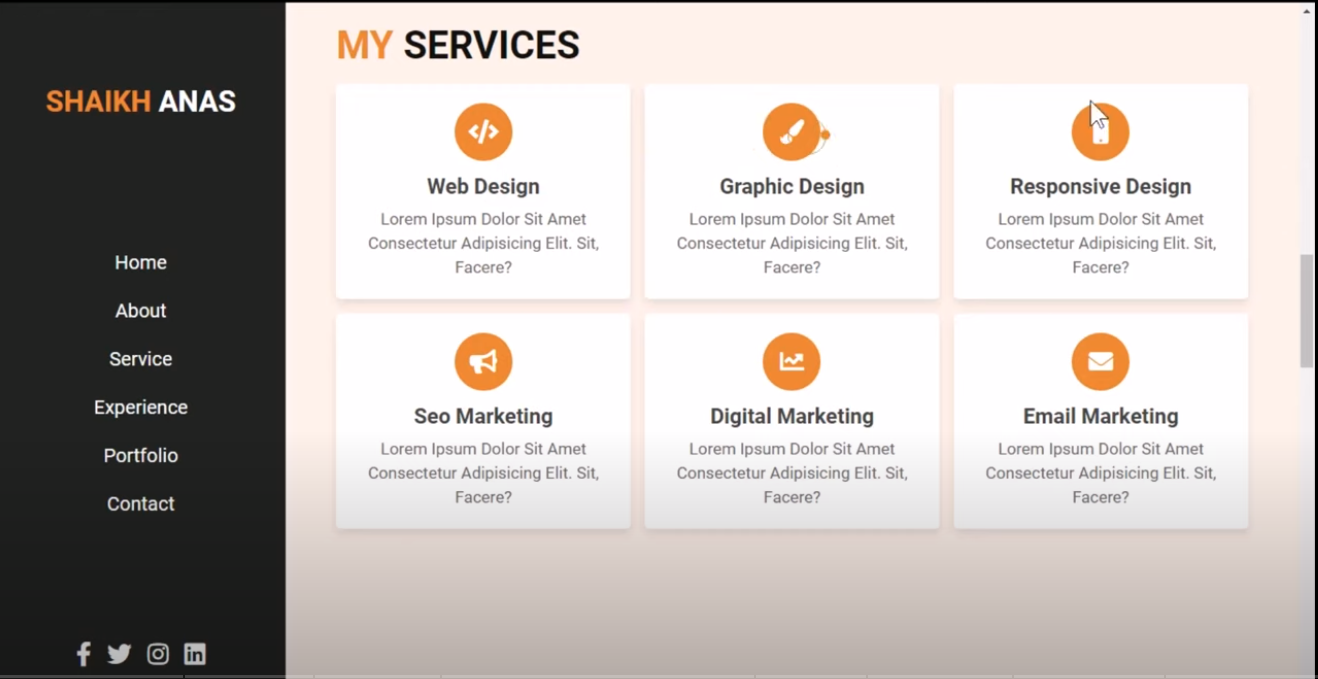 SHAIKH ANAS
Home
About
Service
Experience
Portfolio
Contact
MY SERVICES
Web Design
Lorem Ipsum Dolor Sit Amet
Consectetur Adipisicing Elit. Sit,
Facere?
Graphic Design
Lorem Ipsum Dolor Sit Amet
Consectetur Adipisicing Elit. Sit,
Facere?
Responsive Design
Lorem Ipsum Dolor Sit Amet
Consectetur Adipisicing Elit. Sit,
Facere?
Seo Marketing
Lorem Ipsum Dolor Sit Amet
Consectetur Adipisicing Elit. Sit,
Facere?
Digital Marketing
Lorem Ipsum Dolor Sit Amet
Consectetur Adipisicing Elit. Sit,
Facere?
Email Marketing
Lorem Ipsum Dolor Sit Amet
Consectetur Adipisicing Elit. Sit,
Facere?